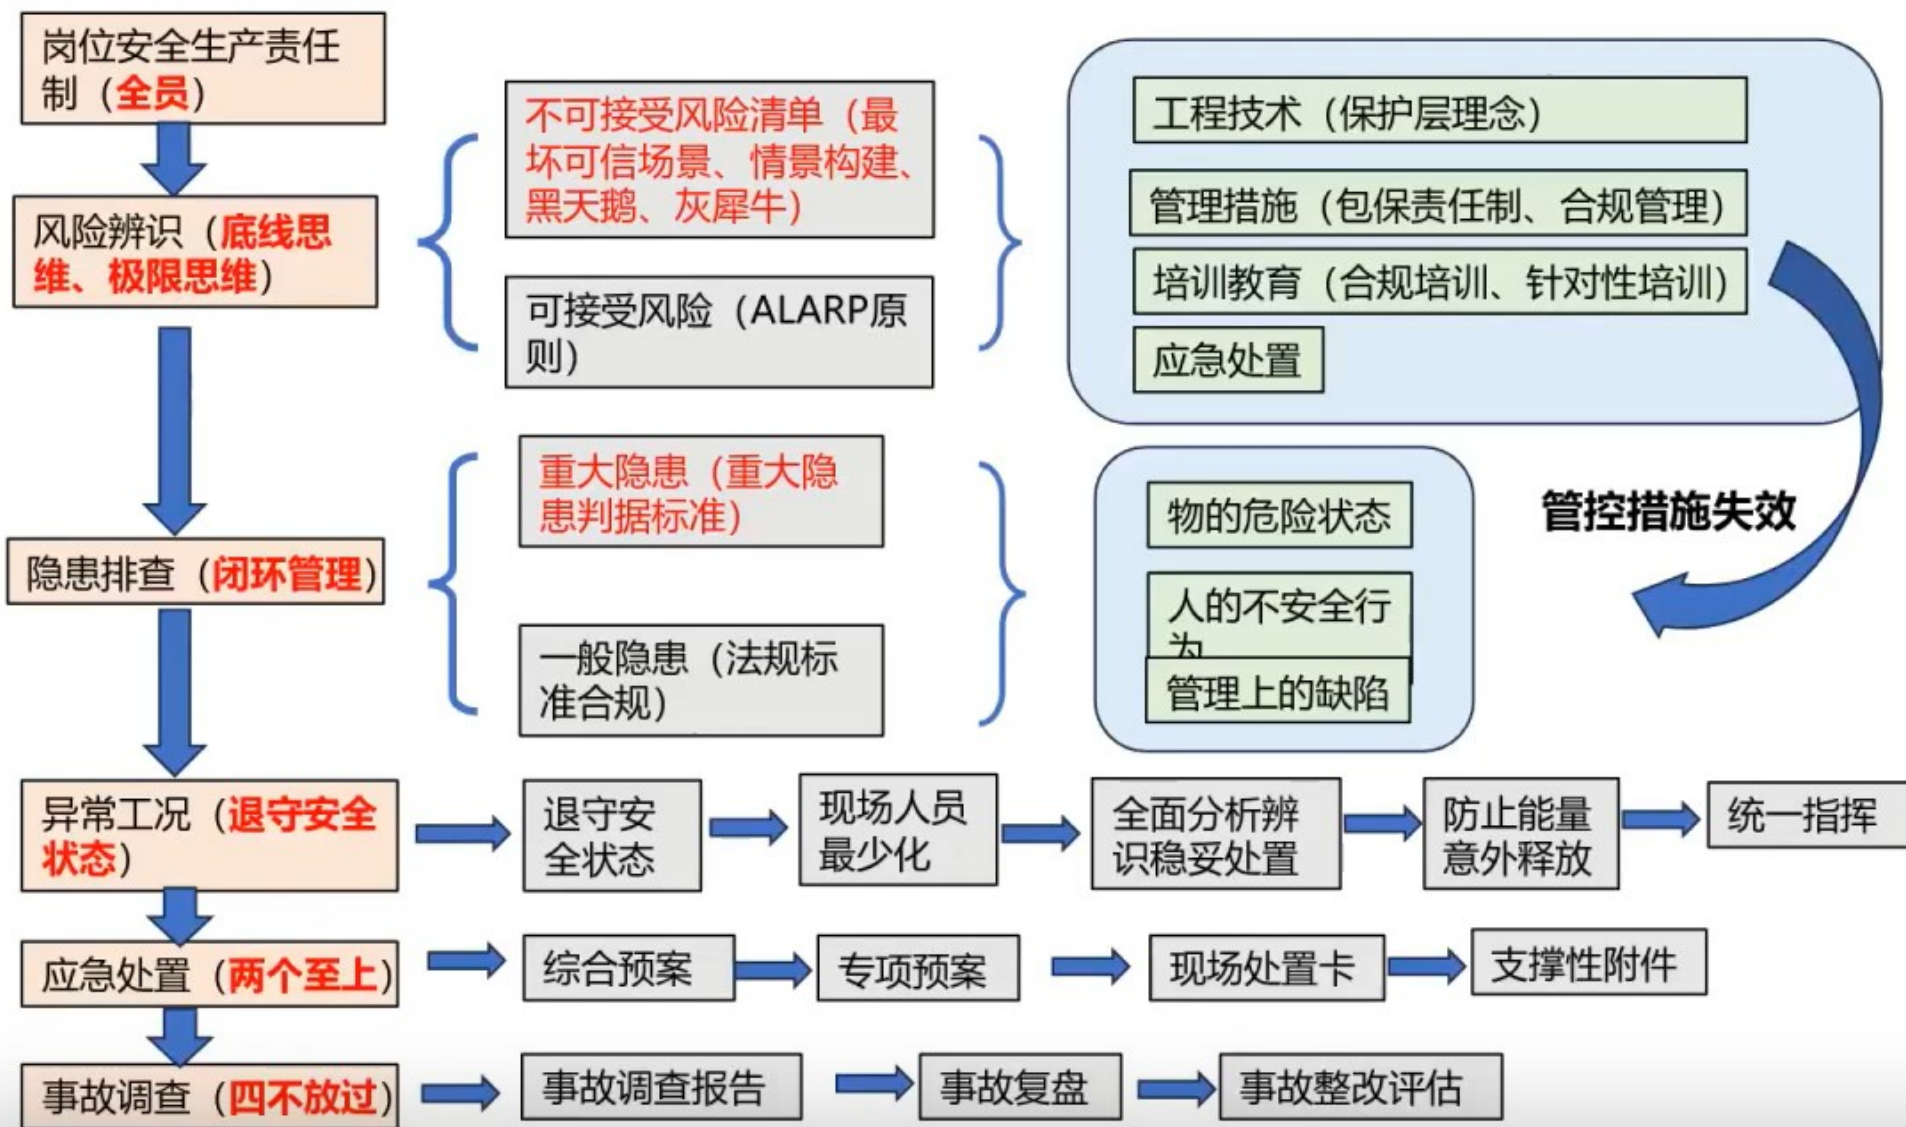 岗位安全生产责任
制（全员）
风险辨识（底线思
维、极限思维）
不可接受风险清单（最
坏可信场景、情景构建、
黑天鹅、灰犀牛）
可接受风险（ALARP原
则）
工程技术（保护层理念）
管理措施（包保责任制、合规管理）
培训教育（合规培训、针对性培训）
应急处置
管控措施失效
隐患排查（闭环管理）
重大隐患（重大隐
患判据标准）
一般隐患（法规标
准合规）
物的危险状态
人的不安全行
为
管理上的缺陷
异常工况（退守安全
状态）
退守安
全状态
现场人员
最少化
全面分析辨
识稳妥处置
防止能量
意外释放
统一指挥
应急处置（两个至上）
综合预案
专项预案
现场处置卡
支撑性附件
事故调查（四不放过）
事故调查报告
事故复盘
事故整改评估